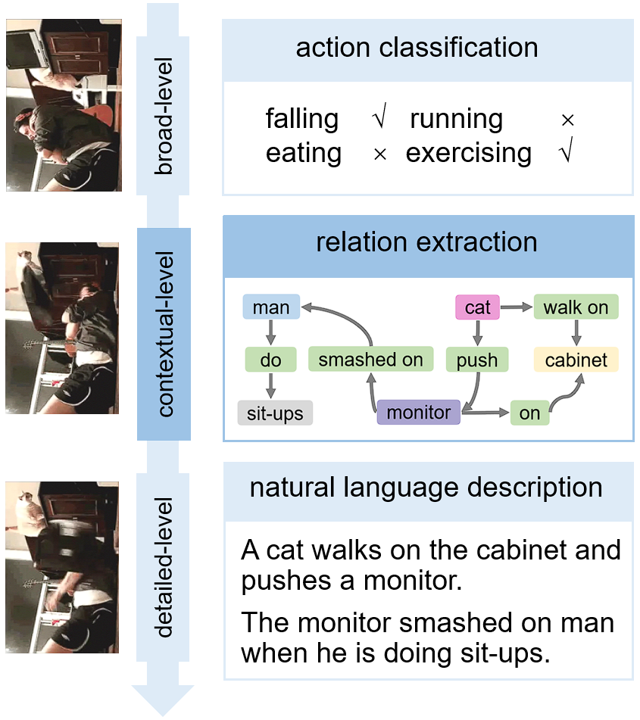 broad-level
action classification
falling √ running ×
eating × exercising √
contextual-level
relation extraction
man cat walk on
do smashed on push cabinet
sit-ups monitor on
detailed-level
natural language description
A cat walks on the cabinet and
pushes a monitor.
The monitor smashed on man
when he is doing sit-ups.